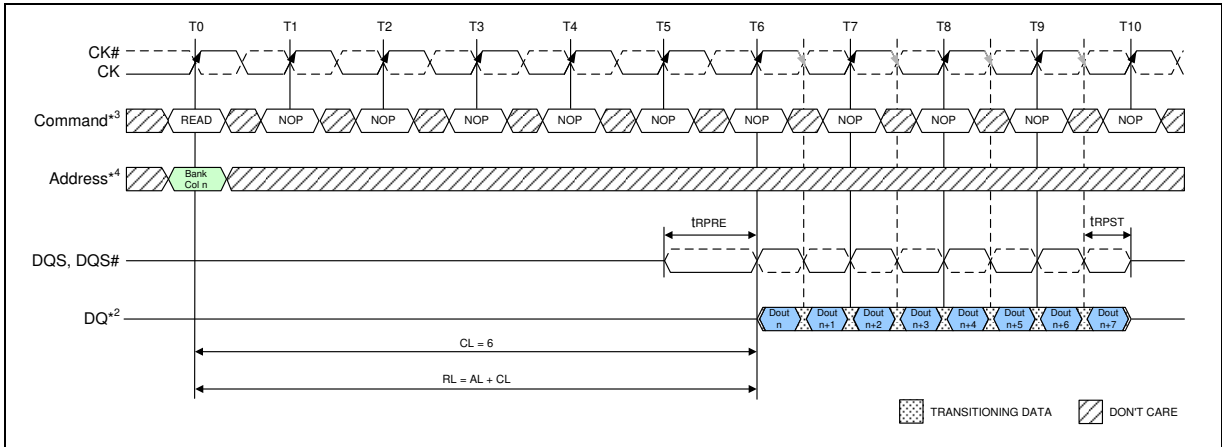 T0 T1 T2 T3 T4 T5 T6 T7 T8 T9 T10
CK#
CK
Command*3 READ NOP NOP NOP NOP NOP NOP NOP NOP NOP NOP
Address*4 Bank
Col n
tRPRE tRPST
DQS, DQS#
DQ*2 Dout Dout Dout Dout Dout Dout Dout Dout
n n+1 n+2 n+3 n+4 n+5 n+6 n+7
CL = 6
RL = AL + CL
TRANSITIONING DATA DON'T CARE